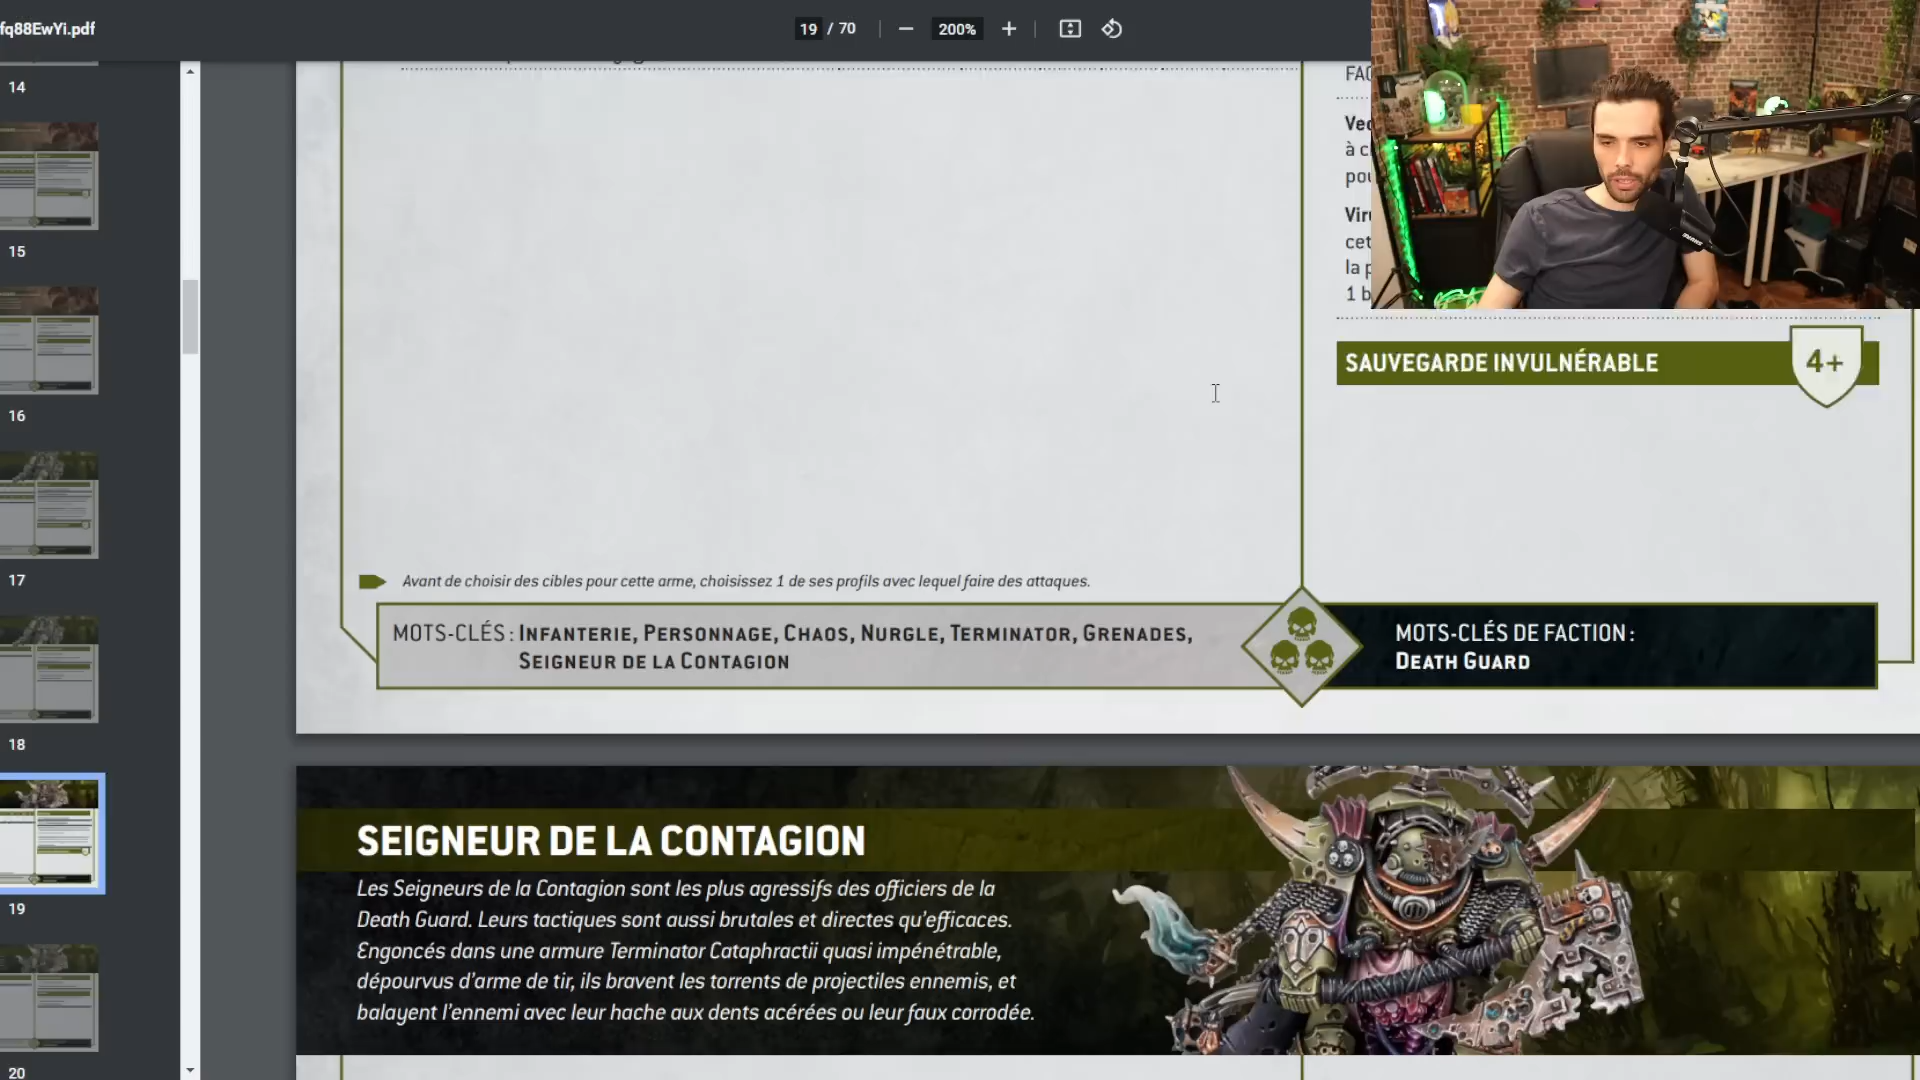 fq88EwYi.pdf
19 / 70
200%
14
15
16
17
18
19
20
FAC
Vec
à c
pou
Viru
cet
la p
1 b
SAUVEGARDE INVULNÉRABLE
4+
Avant de choisir des cibles pour cette arme, choisissez 1 de ses profils avec lequel faire des attaques.
MOTS-CLÉS : INFANTERIE, PERSONNAGE, CHAOS, NURGLE, TERMINATOR, GRENADES,
SEIGNEUR DE LA CONTAGION
MOTS-CLÉS DE FACTION :
DEATH GUARD
SEIGNEUR DE LA CONTAGION
Les Seigneurs de la Contagion sont les plus agressifs des officiers de la
Death Guard. Leurs tactiques sont aussi brutales et directes qu'efficaces.
Engoncés dans une armure Terminator Cataphractii quasi impénétrable,
dépourvus d'arme de tir, ils bravent les torrents de projectiles ennemis, et
balayent l'ennemi avec leur hache aux dents acérées ou leur faux corrodée.